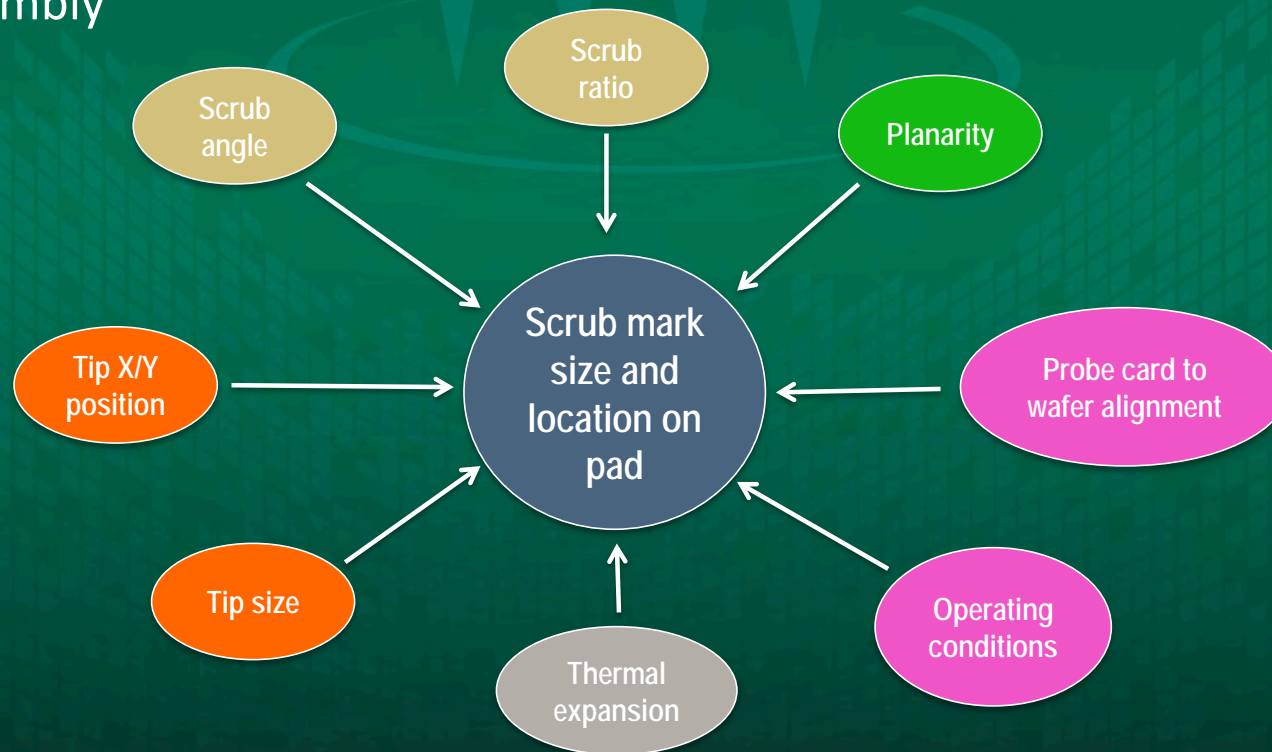 Scrub
ratio
Scrub
angle
Planarity
Scrub mark
size and
location on
pad
Tip X/Y
position
Probe card to
wafer alignment
Tip size
Operating
conditions
Thermal
expansion